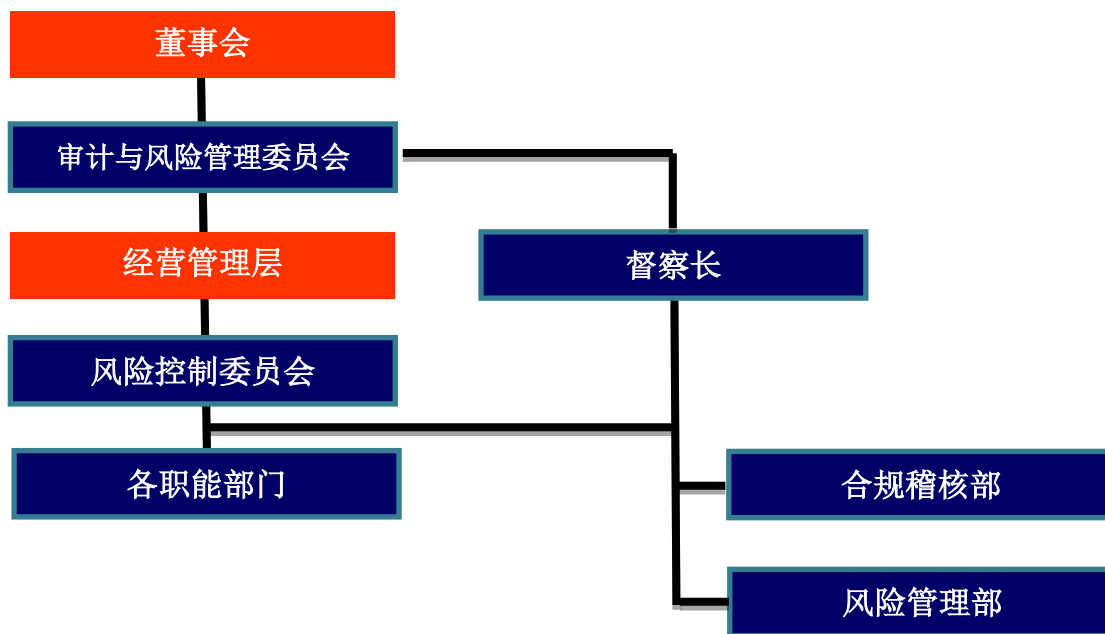 董事会
审计与风险管理委员会
经营管理层
督察长
风险控制委员会
各职能部门
合规稽核部
风险管理部